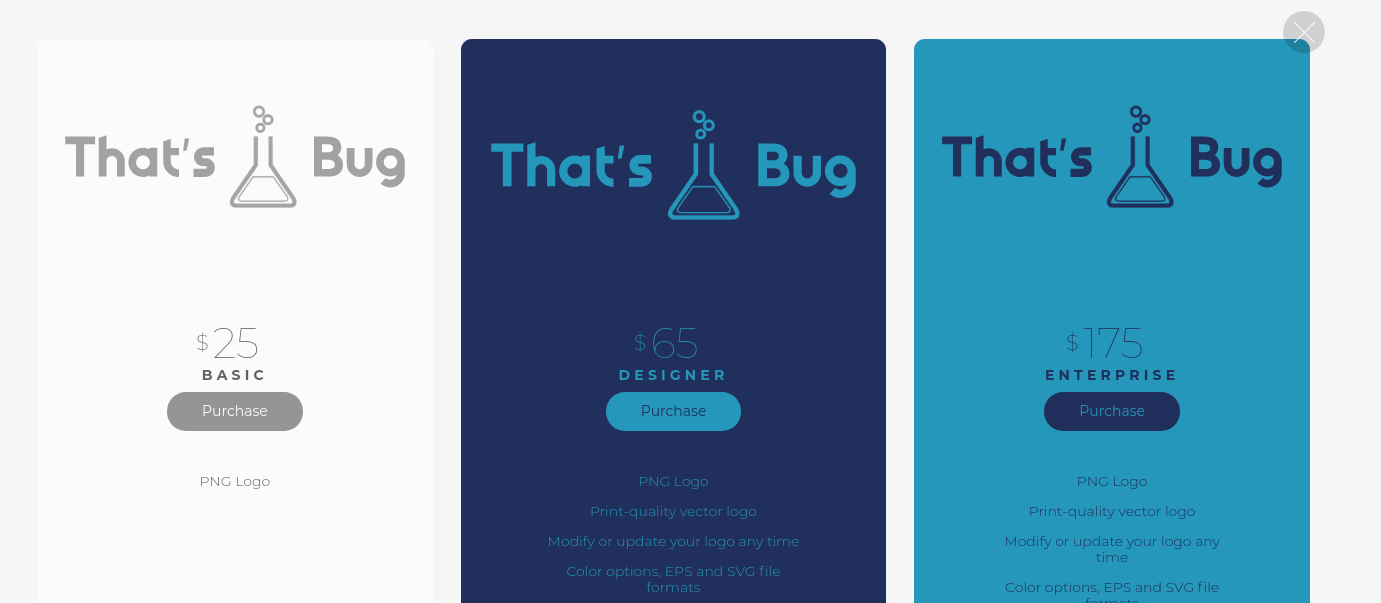 That's Bug
$25
BASIC
Purchase
PNG Logo
That's Bug
$65
DESIGNER
Purchase
PNG Logo
Print-quality vector logo
Modify or update your logo any time
Color options, EPS and SVG file
formats
That's Bug
$175
ENTERPRISE
Purchase
PNG Logo
Print-quality vector logo
Modify or update your logo any
time
Color options, EPS and SVG file
formats